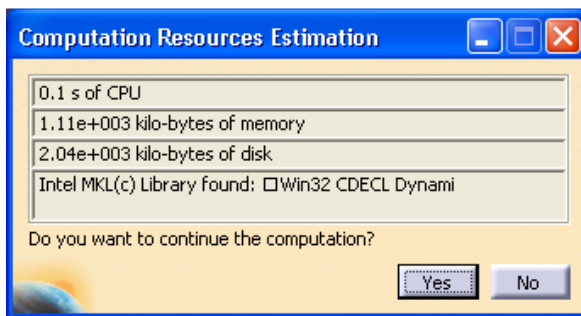 Computation Resources Estimation
0.1 s of CPU
1.11e+003 kilo-bytes of memory
2.04e+003 kilo-bytes of disk
Intel MKL(c) Library found: □Win32 CDECL Dynami
Do you want to continue the computation?
Yes No